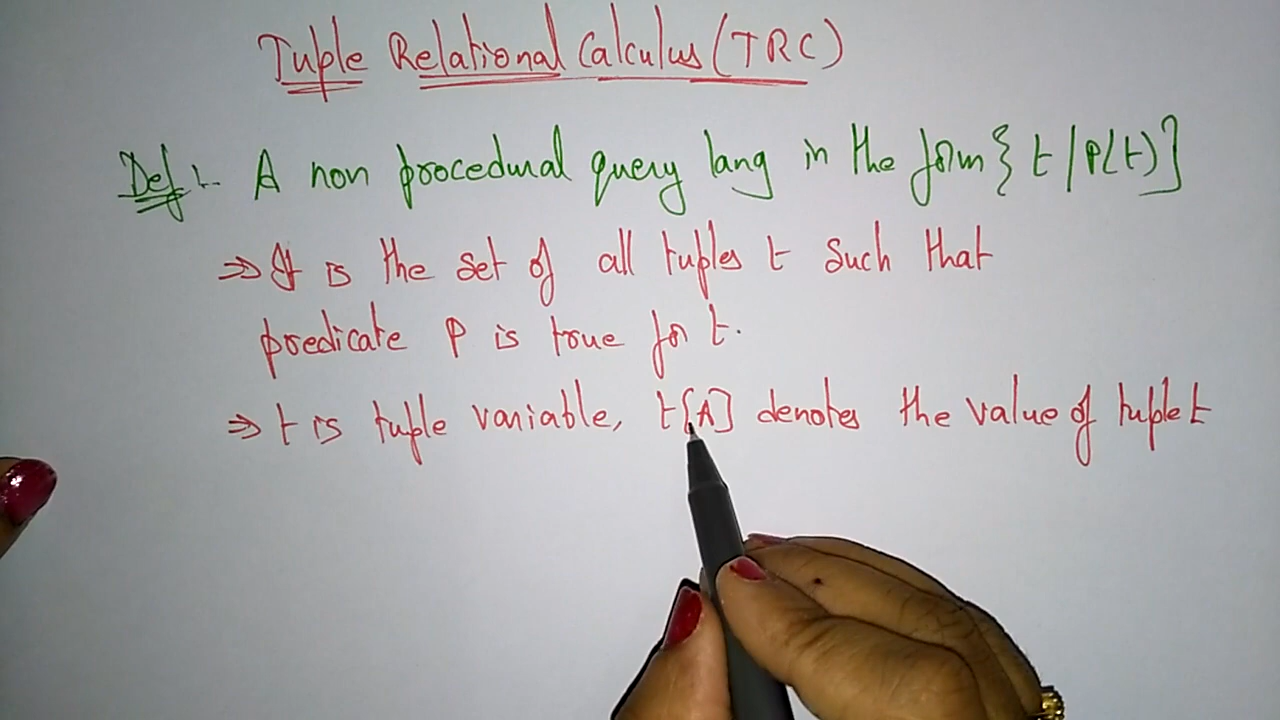 Tuple Relational Calculus (TRC)
Def :- A non procedural query lang in the form { t / P(t) ]
⇒ It is the set of all tuples t such that
predicate P is true for t.
⇒ t is tuple variable, t[A] denotes the value of tuple t